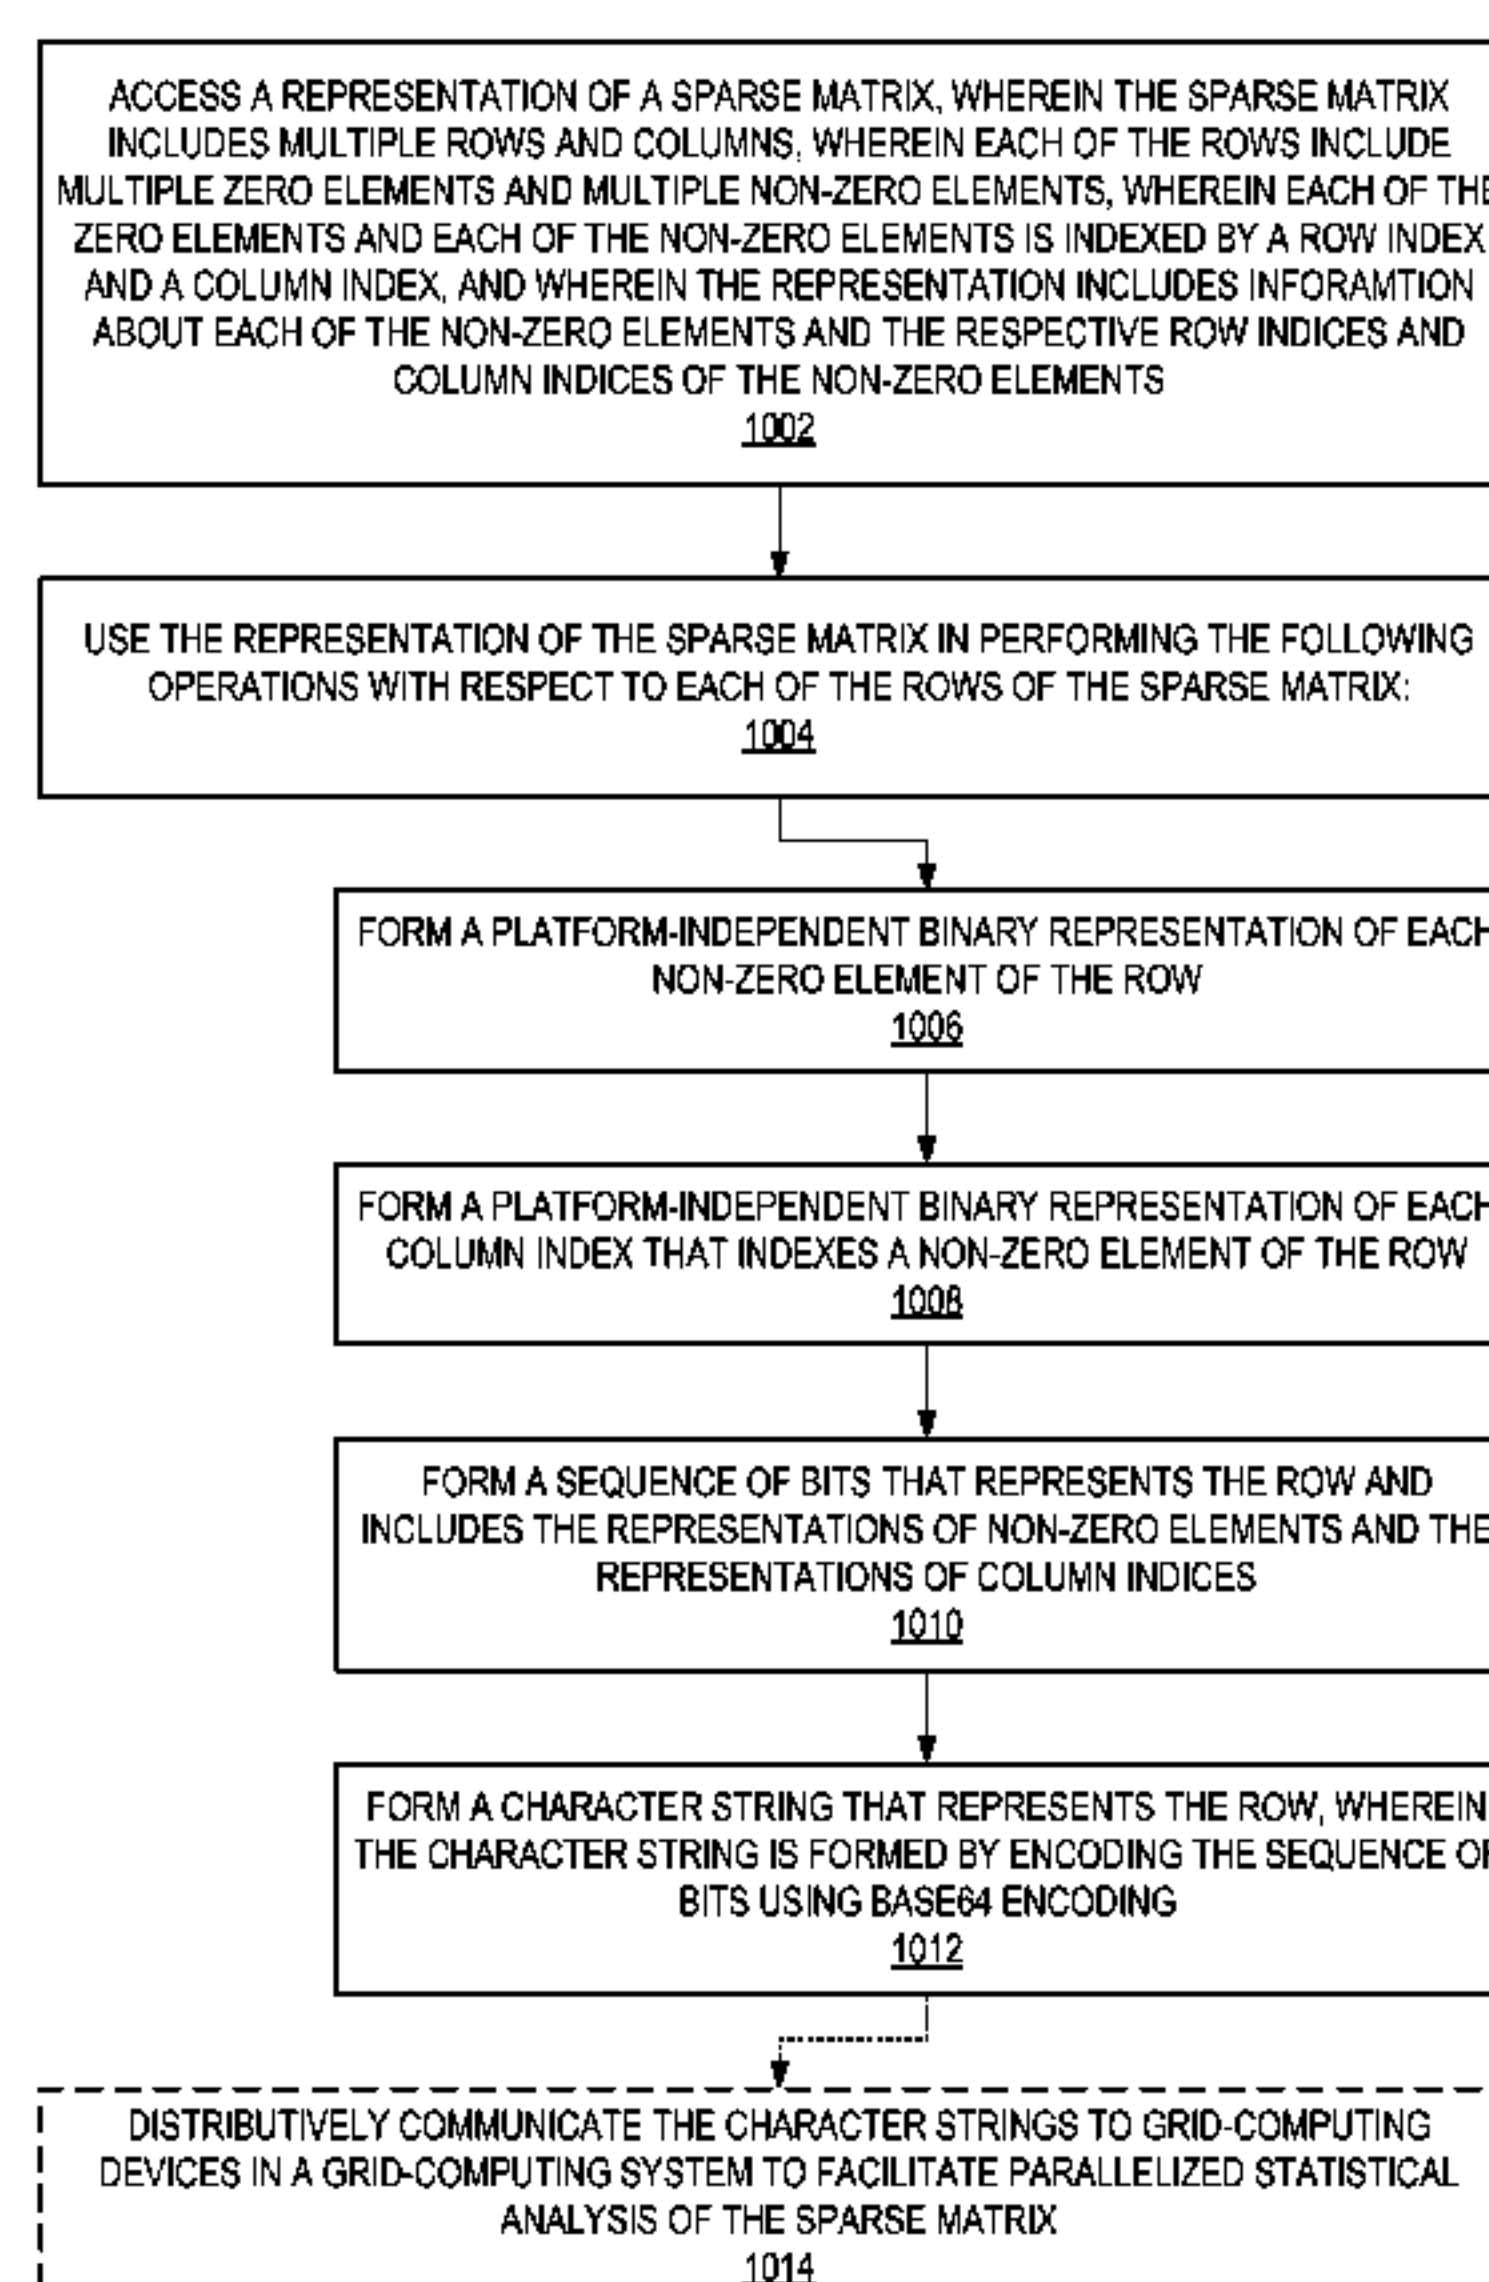 ACCESS A REPRESENTATION OF A SPARSE MATRIX, WHEREIN THE SPARSE MATRIX
INCLUDES MULTIPLE ROWS AND COLUMNS, WHEREIN EACH OF THE ROWS INCLUDE
MULTIPLE ZERO ELEMENTS AND MULTIPLE NON-ZERO ELEMENTS, WHEREIN EACH OF THE
ZERO ELEMENTS AND EACH OF THE NON-ZERO ELEMENTS IS INDEXED BY A ROW INDEX
AND A COLUMN INDEX, AND WHEREIN THE REPRESENTATION INCLUDES INFORAMTION
ABOUT EACH OF THE NON-ZERO ELEMENTS AND THE RESPECTIVE ROW INDICES AND
COLUMN INDICES OF THE NON-ZERO ELEMENTS
1002
USE THE REPRESENTATION OF THE SPARSE MATRIX IN PERFORMING THE FOLLOWING
OPERATIONS WITH RESPECT TO EACH OF THE ROWS OF THE SPARSE MATRIX:
1004
FORM A PLATFORM-INDEPENDENT BINARY REPRESENTATION OF EACH
NON-ZERO ELEMENT OF THE ROW
1006
FORM A PLATFORM-INDEPENDENT BINARY REPRESENTATION OF EACH
COLUMN INDEX THAT INDEXES A NON-ZERO ELEMENT OF THE ROW
1008
FORM A SEQUENCE OF BITS THAT REPRESENTS THE ROW AND
INCLUDES THE REPRESENTATIONS OF NON-ZERO ELEMENTS AND THE
REPRESENTATIONS OF COLUMN INDICES
1010
FORM A CHARACTER STRING THAT REPRESENTS THE ROW, WHEREIN
THE CHARACTER STRING IS FORMED BY ENCODING THE SEQUENCE OF
BITS USING BASE64 ENCODING
1012
DISTRIBUTIVELY COMMUNICATE THE CHARACTER STRINGS TO GRID-COMPUTING
DEVICES IN A GRID-COMPUTING SYSTEM TO FACILITATE PARALLELIZED STATISTICAL
ANALYSIS OF THE SPARSE MATRIX
1014